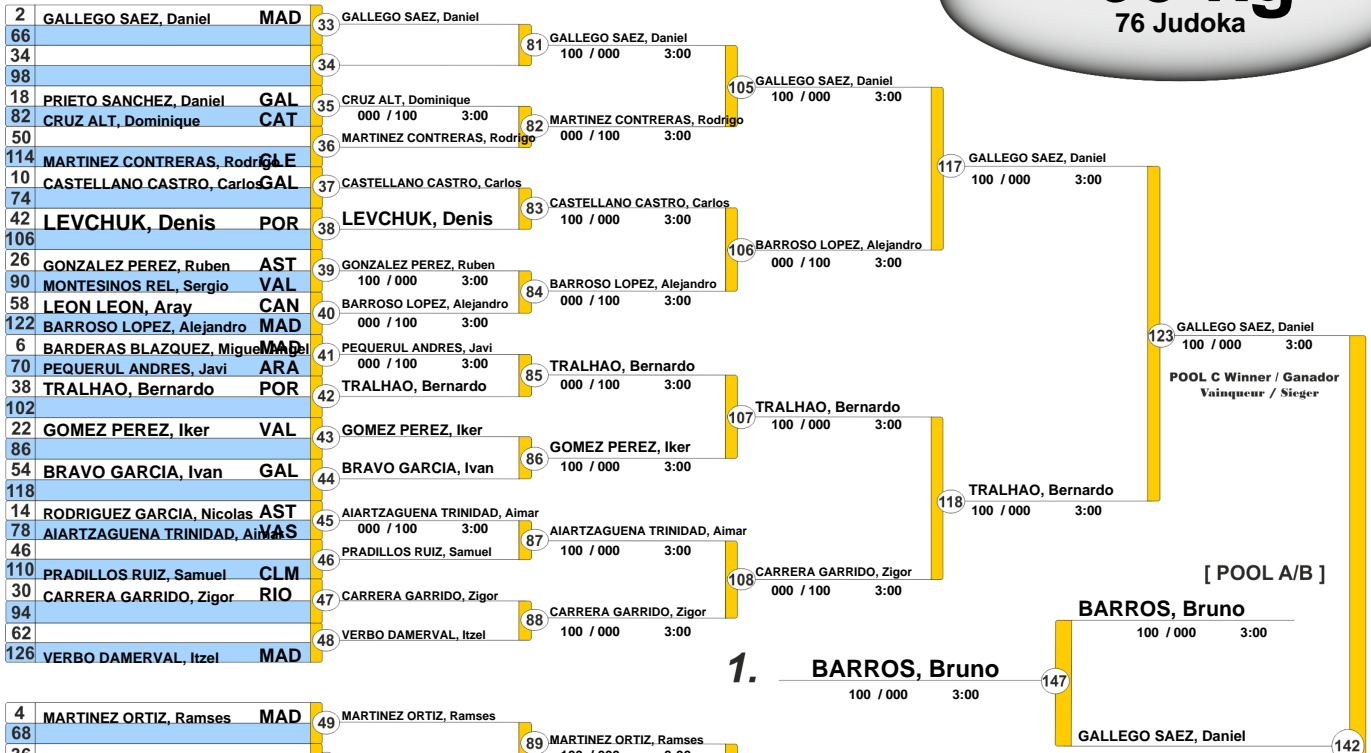 76 Judoka
2 GALLEGO SAEZ, Daniel MAD
66
34
98
18 PRIETO SANCHEZ, Daniel GAL
82 CRUZ ALT, Dominique CAT
50
114 MARTINEZ CONTRERAS, Rodrigo CLE
10 CASTELLANO CASTRO, Carlos GAL
74
42 LEVCHUK, Denis POR
106
26 GONZALEZ PEREZ, Ruben AST
90 MONTESINOS REL, Sergio VAL
58 LEON LEON, Aray CAN
122 BARROSO LOPEZ, Alejandro MAD
6 BARDERAS BLAZQUEZ, Miguel Angel MAD
70 PEQUERUL ANDRES, Javi ARA
38 TRALHAO, Bernardo POR
102
22 GOMEZ PEREZ, Iker VAL
86
54 BRAVO GARCIA, Ivan GAL
118
14 RODRIGUEZ GARCIA, Nicolas AST
78 AIARTZAGUENA TRINIDAD, Aimar VAS
46
110 PRADILLOS RUIZ, Samuel CLM
30 CARRERA GARRIDO, Zigor RIO
94
62
126 VERBO DAMERVAL, Itzel MAD
33 GALLEGO SAEZ, Daniel
34
35 CRUZ ALT, Dominique
000 / 100 3:00
36 MARTINEZ CONTRERAS, Rodrigo
37 CASTELLANO CASTRO, Carlos
38 LEVCHUK, Denis
39 GONZALEZ PEREZ, Ruben
100 / 000 3:00
40 BARROSO LOPEZ, Alejandro
000 / 100 3:00
41 PEQUERUL ANDRES, Javi
000 / 100 3:00
42 TRALHAO, Bernardo
43 GOMEZ PEREZ, Iker
44 BRAVO GARCIA, Ivan
45 AIARTZAGUENA TRINIDAD, Aimar
000 / 100 3:00
46 PRADILLOS RUIZ, Samuel
47 CARRERA GARRIDO, Zigor
48 VERBO DAMERVAL, Itzel
81 GALLEGO SAEZ, Daniel
100 / 000 3:00
82 MARTINEZ CONTRERAS, Rodrigo
000 / 100 3:00
83 CASTELLANO CASTRO, Carlos
100 / 000 3:00
84 BARROSO LOPEZ, Alejandro
000 / 100 3:00
85 TRALHAO, Bernardo
000 / 100 3:00
86 GOMEZ PEREZ, Iker
100 / 000 3:00
87 AIARTZAGUENA TRINIDAD, Aimar
100 / 000 3:00
88 CARRERA GARRIDO, Zigor
100 / 000 3:00
105 GALLEGO SAEZ, Daniel
100 / 000 3:00
106 BARROSO LOPEZ, Alejandro
000 / 100 3:00
107 TRALHAO, Bernardo
100 / 000 3:00
108 CARRERA GARRIDO, Zigor
000 / 100 3:00
117 GALLEGO SAEZ, Daniel
100 / 000 3:00
118 TRALHAO, Bernardo
100 / 000 3:00
123 GALLEGO SAEZ, Daniel
100 / 000 3:00
POOL C Winner / Ganador
Vainqueur / Sieger
[ POOL A/B ]
BARROS, Bruno
100 / 000 3:00
1. BARROS, Bruno 147
100 / 000 3:00
GALLEGO SAEZ, Daniel 142
4 MARTINEZ ORTIZ, Ramses MAD
68
49 MARTINEZ ORTIZ, Ramses
89 MARTINEZ ORTIZ, Ramses